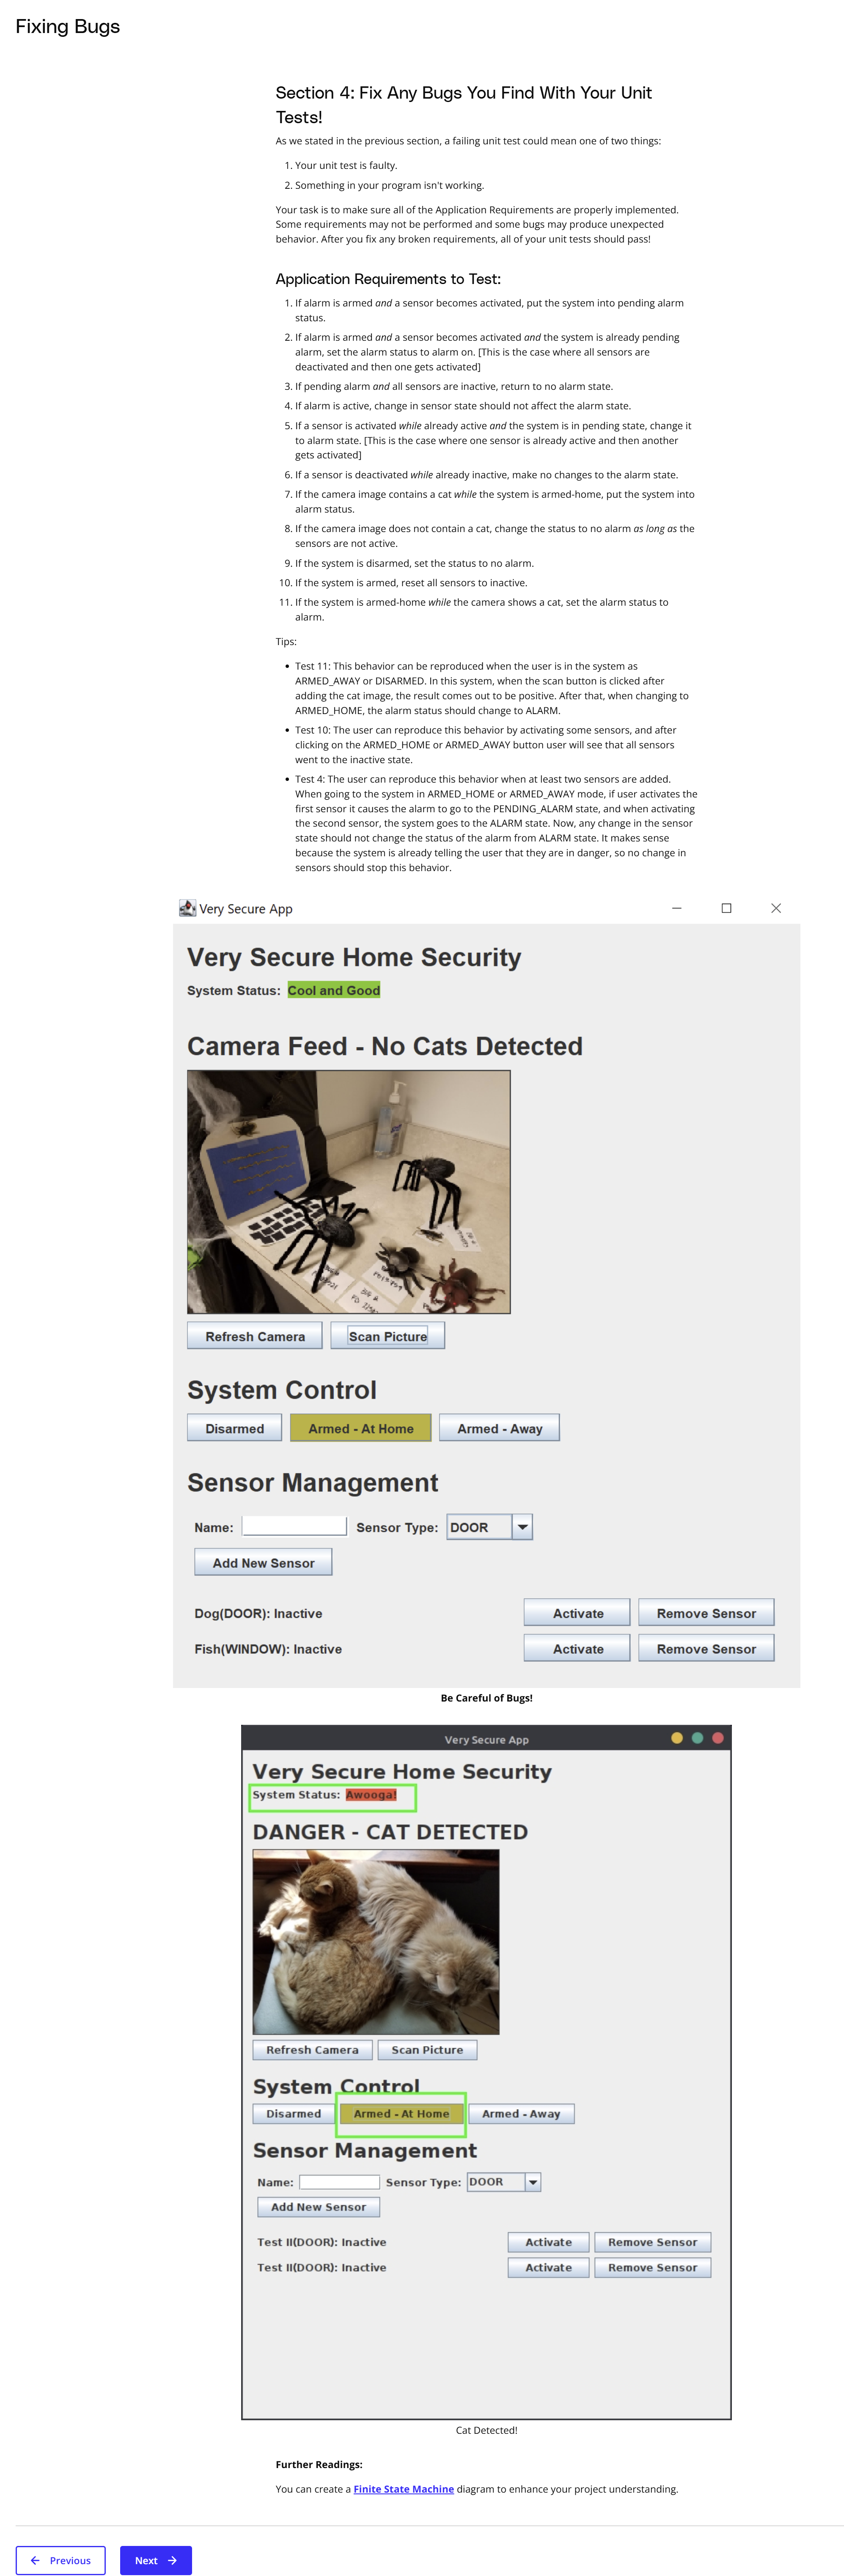 Fixing Bugs
Section 4: Fix Any Bugs You Find With Your Unit
Tests!
As we stated in the previous section, a failing unit test could mean one of two things:
1. Your unit test is faulty.
2. Something in your program isn't working.
Your task is to make sure all of the Application Requirements are properly implemented.
Some requirements may not be performed and some bugs may produce unexpected
behavior. After you fix any broken requirements, all of your unit tests should pass!
Application Requirements to Test:
1. If alarm is armed and a sensor becomes activated, put the system into pending alarm
status.
2. If alarm is armed and a sensor becomes activated and the system is already pending
alarm, set the alarm status to alarm on. [This is the case where all sensors are
deactivated and then one gets activated]
3. If pending alarm and all sensors are inactive, return to no alarm state.
4. If alarm is active, change in sensor state should not affect the alarm state.
5. If a sensor is activated while already active and the system is in pending state, change it
to alarm state. [This is the case where one sensor is already active and then another
gets activated]
6. If a sensor is deactivated while already inactive, make no changes to the alarm state.
7. If the camera image contains a cat while the system is armed-home, put the system into
alarm status.
8. If the camera image does not contain a cat, change the status to no alarm as long as the
sensors are not active.
9. If the system is disarmed, set the status to no alarm.
10. If the system is armed, reset all sensors to inactive.
11. If the system is armed-home while the camera shows a cat, set the alarm status to
alarm.
Tips:
• Test 11: This behavior can be reproduced when the user is in the system as
ARMED_AWAY or DISARMED. In this system, when the scan button is clicked after
adding the cat image, the result comes out to be positive. After that, when changing to
ARMED_HOME, the alarm status should change to ALARM.
• Test 10: The user can reproduce this behavior by activating some sensors, and after
clicking on the ARMED_HOME or ARMED_AWAY button user will see that all sensors
went to the inactive state.
• Test 4: The user can reproduce this behavior when at least two sensors are added.
When going to the system in ARMED_HOME or ARMED_AWAY mode, if user activates the
first sensor it causes the alarm to go to the PENDING_ALARM state, and when activating
the second sensor, the system goes to the ALARM state. Now, any change in the sensor
state should not change the status of the alarm from ALARM state. It makes sense
because the system is already telling the user that they are in danger, so no change in
sensors should stop this behavior.
Very Secure App
Very Secure Home Security
System Status: Cool and Good
Camera Feed - No Cats Detected
Refresh Camera Scan Picture
System Control
Disarmed Armed - At Home Armed - Away
Sensor Management
Name: Sensor Type: DOOR
Add New Sensor
Dog(DOOR): Inactive Activate Remove Sensor
Fish(WINDOW): Inactive Activate Remove Sensor
Be Careful of Bugs!
Very Secure App
Very Secure Home Security
System Status: Awooga!
DANGER - CAT DETECTED
Refresh Camera Scan Picture
System Control
Disarmed Armed - At Home Armed - Away
Sensor Management
Name: Sensor Type: DOOR
Add New Sensor
Test II(DOOR): Inactive Activate Remove Sensor
Test II(DOOR): Inactive Activate Remove Sensor
Cat Detected!
Further Readings:
You can create a Finite State Machine diagram to enhance your project understanding.
← Previous Next →